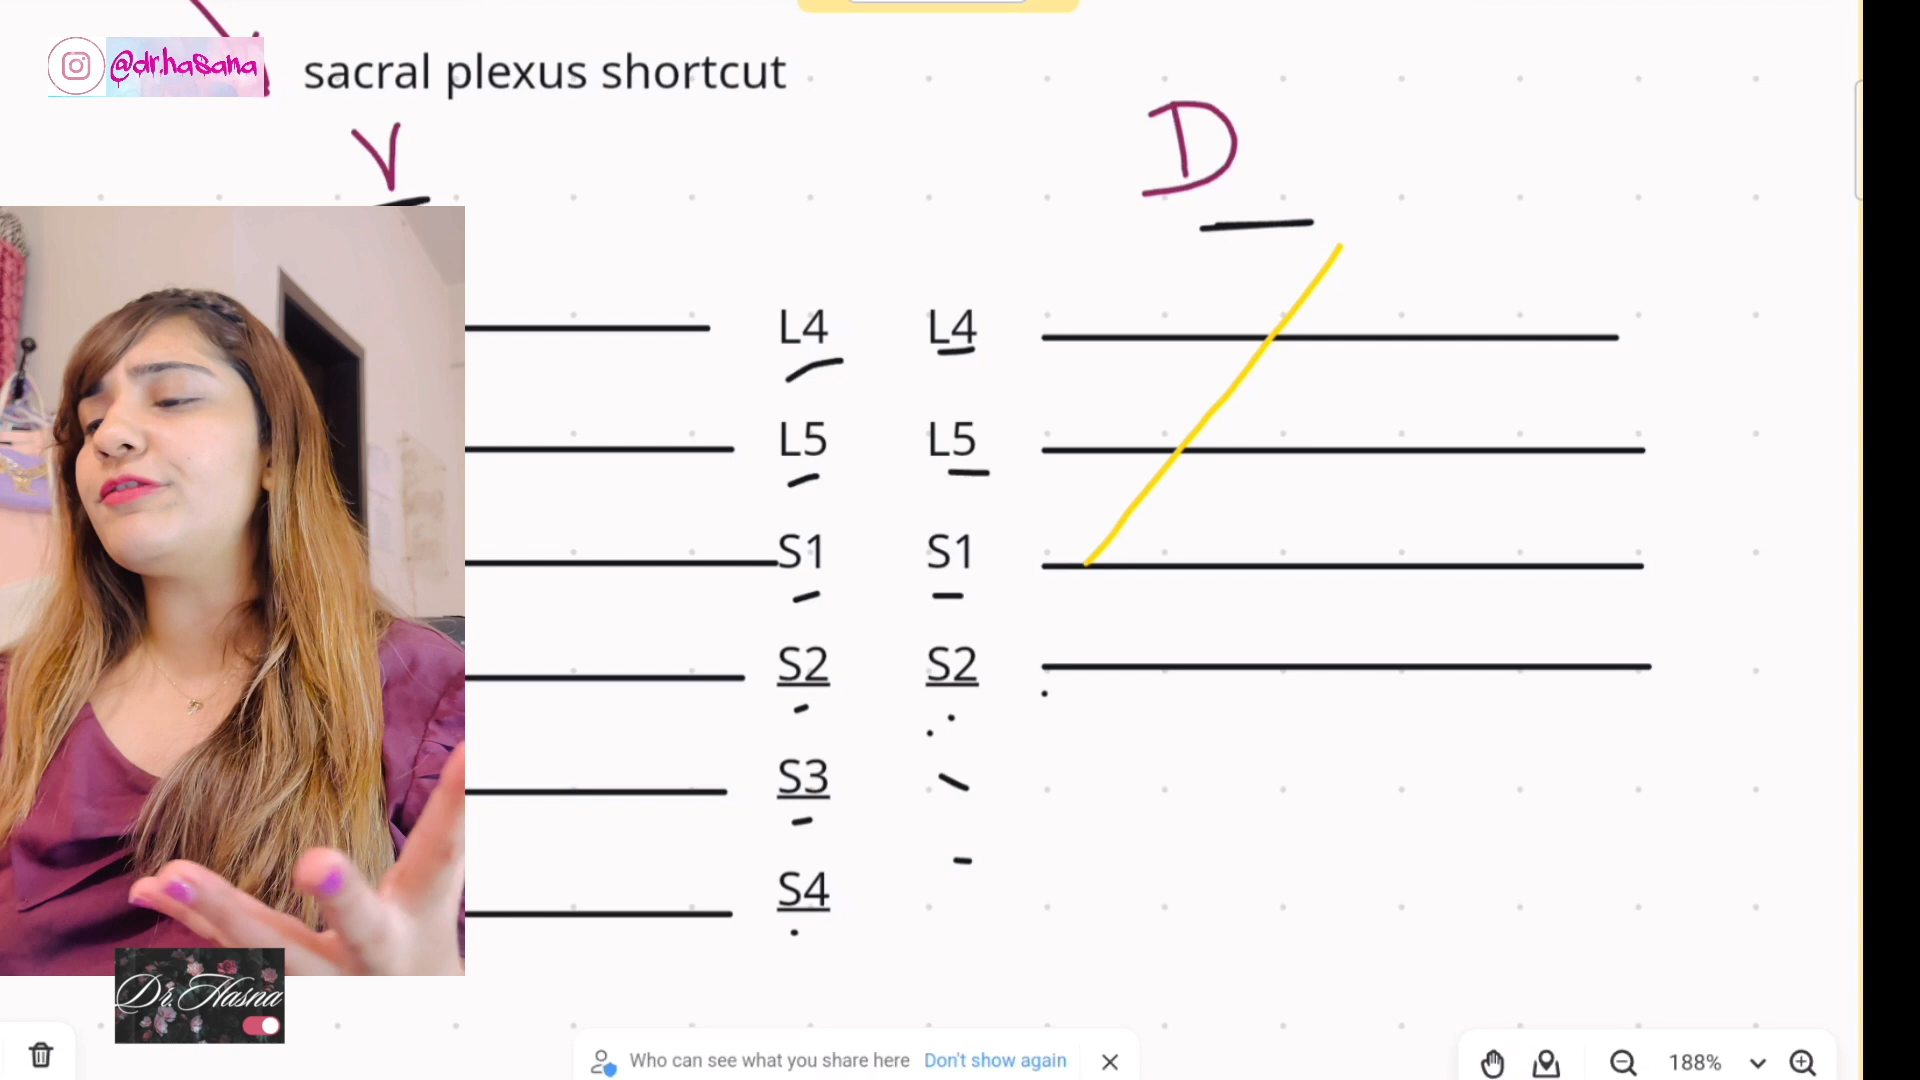 @dr.hasana
sacral plexus shortcut
V
D
L4 L4
L5 L5
S1 S1
S2 S2
S3
S4
Dr. Hasna
Who can see what you share here Don't show again
188%